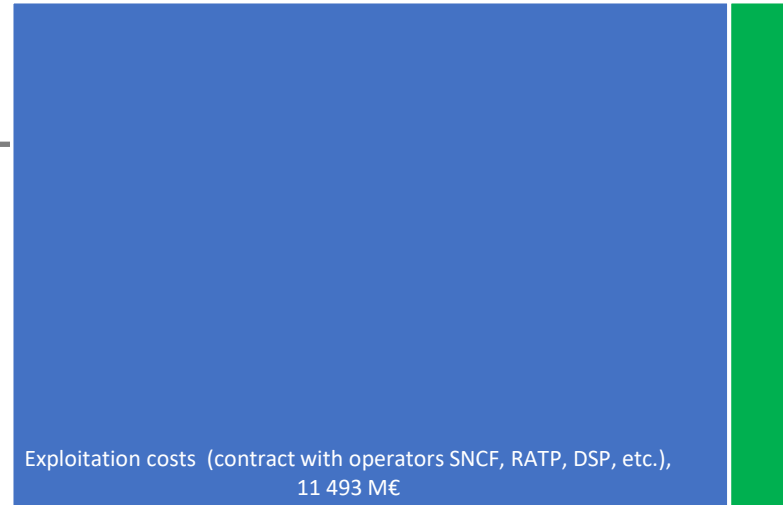 Exploitation costs  (contract with operators SNCF, RATP, DSP, etc.),
11 493 M€